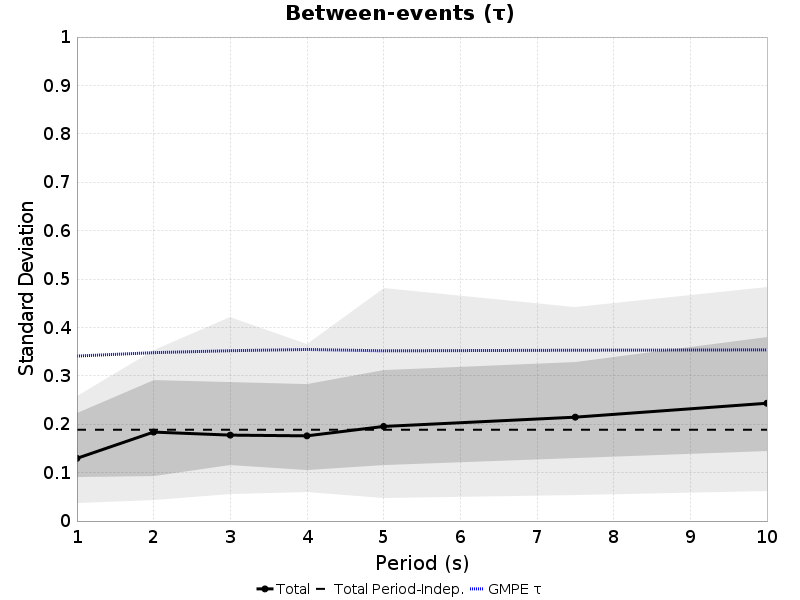 Between-events (τ)
1
0.9
0.8
0.7
0.6
0.5
0.4
0.3
0.2
0.1
0
Standard Deviation
1 2 3 4 5 6 7 8 9 10
Period (s)
Total Total Period-Indep. GMPE τ